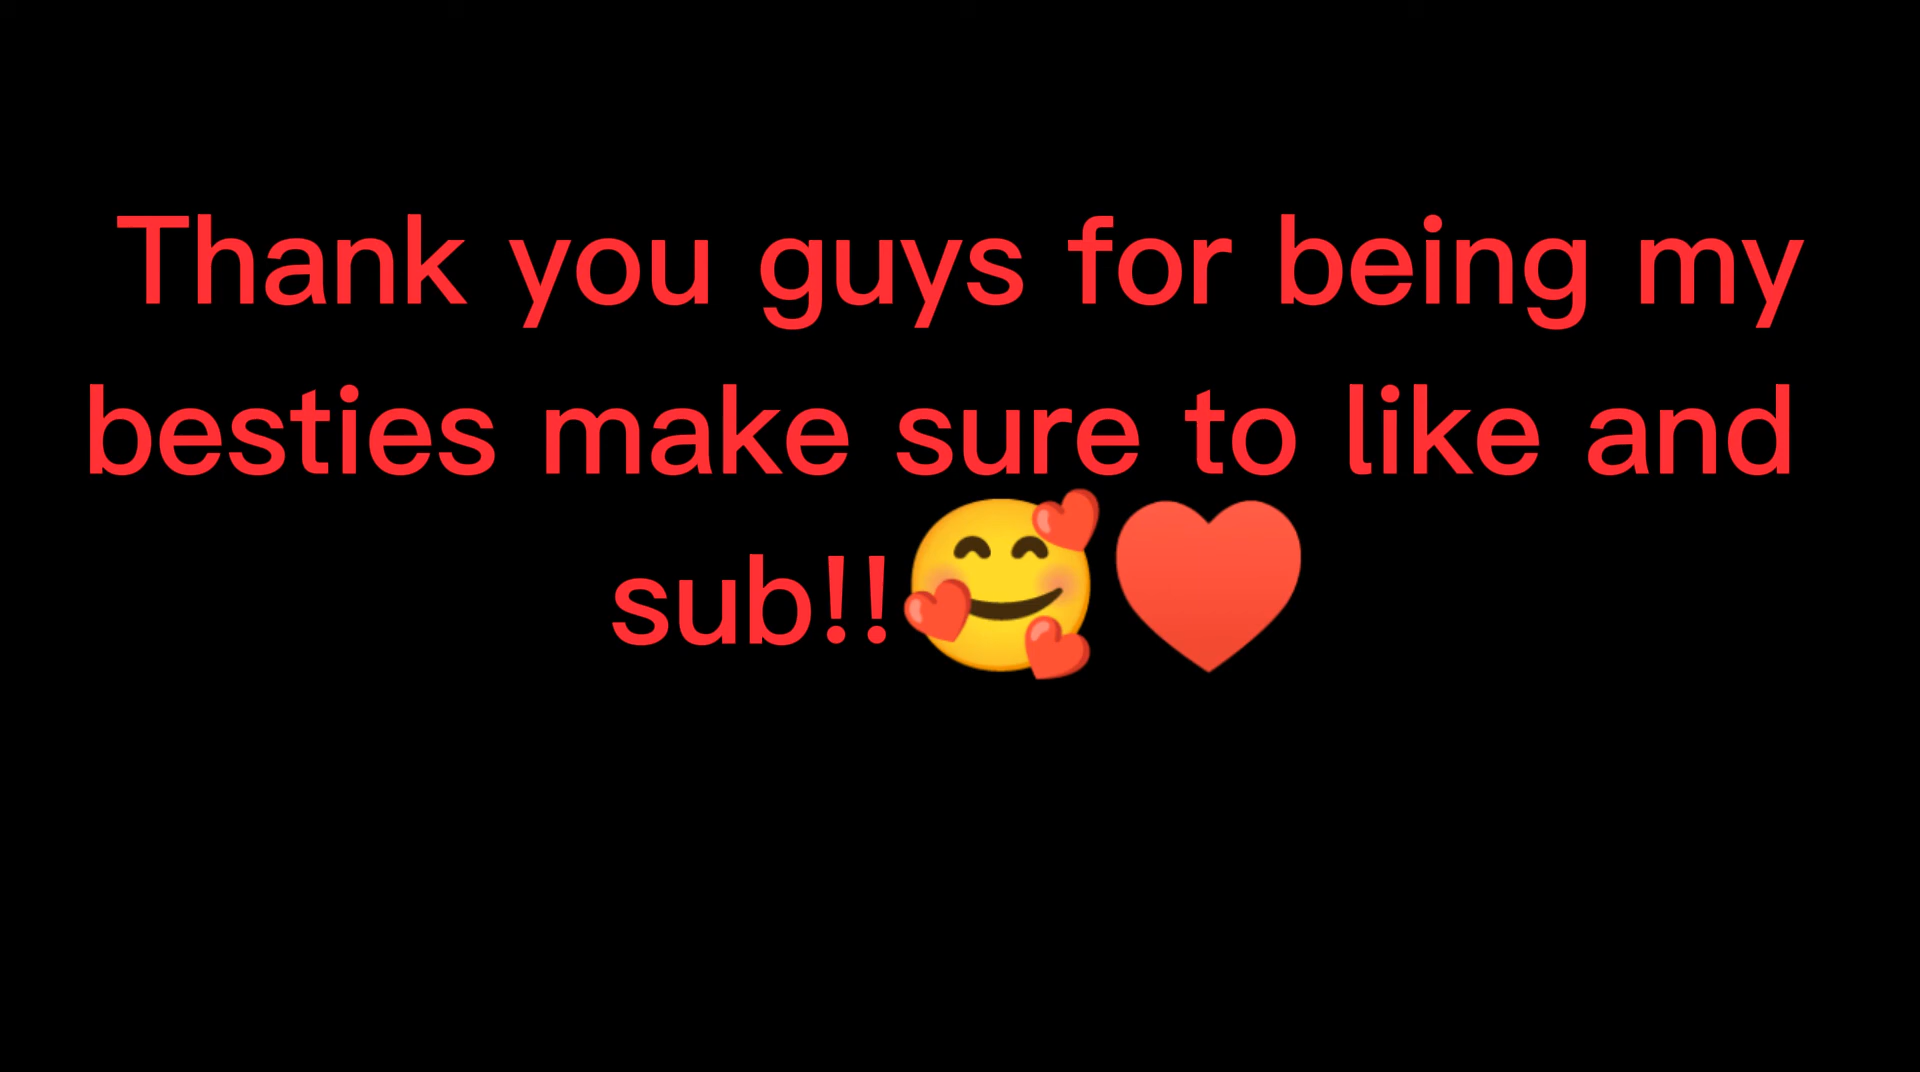 Thank you guys for being my
besties make sure to like and
sub!!🥰♥️